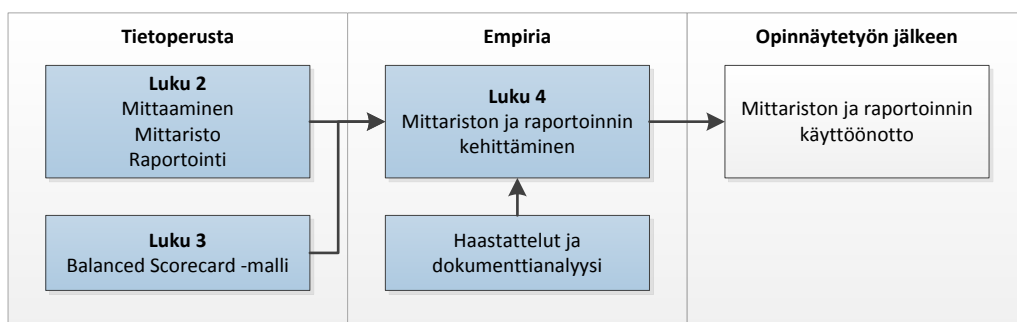 Tietoperusta
Luku 2
Mittaaminen
Mittaristo
Raportointi
Luku 3
Balanced Scorecard -malli
Empiria
Luku 4
Mittariston ja raportoinnin
kehittäminen
Haastattelut ja
dokumenttianalyysi
Opinnäytetyön jälkeen
Mittariston ja raportoinnin
käyttöönotto